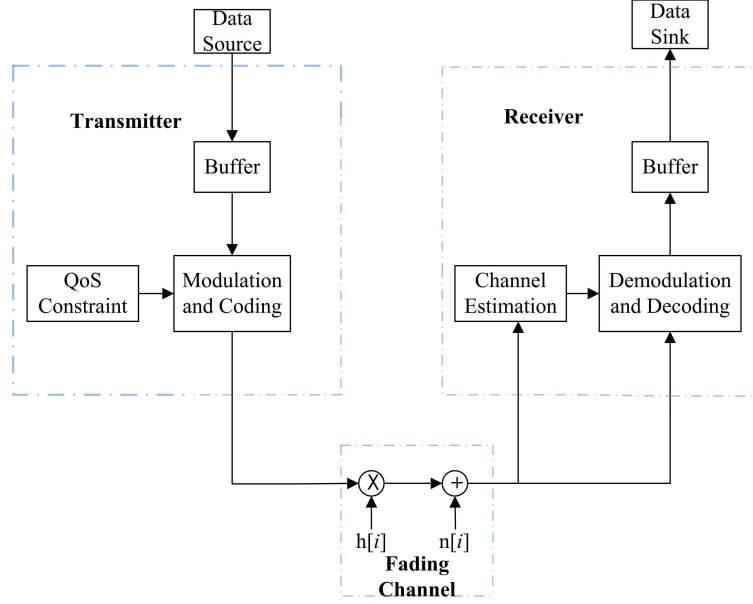 Data
Source
Data
Sink
Transmitter
Receiver
Buffer
Buffer
QoS
Constraint
Modulation
and Coding
Channel
Estimation
Demodulation
and Decoding
X
+
h[i]
n[i]
Fading
Channel